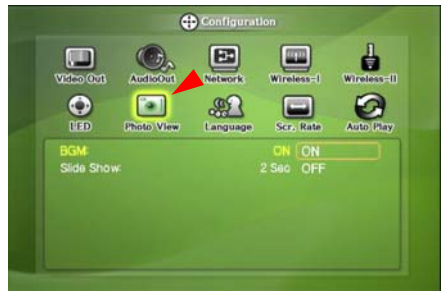 Configuration
Video Out AudioOut Network Wireless-I Wireless-II
LED Photo View Language Scr. Rate Auto Play
BGM: ON ON
Slide Show: 2 Sec OFF